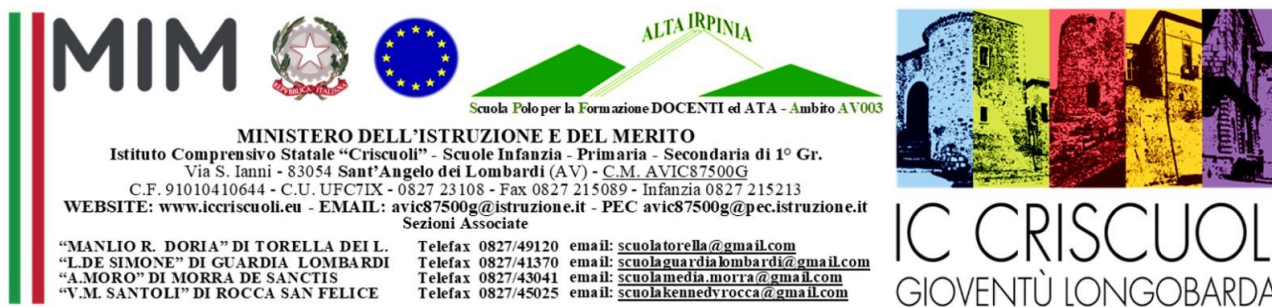 MIM
REPVBBLICA ITALIANA
ALTA IRPINIA
Scuola Polo per la Formazione DOCENTI ed ATA - Ambito AV003
MINISTERO DELL'ISTRUZIONE E DEL MERITO
Istituto Comprensivo Statale “Criscuoli” - Scuole Infanzia - Primaria - Secondaria di 1° Gr.
Via S. Ianni - 83054 Sant'Angelo dei Lombardi (AV) - C.M. AVIC87500G
C.F. 91010410644 - C.U. UFC7IX - 0827 23108 - Fax 0827 215089 - Infanzia 0827 215213
WEBSITE: www.iccriscuoli.eu - EMAIL: avic87500g@istruzione.it - PEC avic87500g@pec.istruzione.it
Sezioni Associate
“MANLIO R. DORIA” DI TORELLA DEI L. Telefax 0827/49120 email: scuolatorella@gmail.com
“L.DE SIMONE” DI GUARDIA LOMBARDI Telefax 0827/41370 email: scuolaguardialombardi@gmail.com
“A.MORO” DI MORRA DE SANCTIS Telefax 0827/43041 email: scuolamedia.morra@gmail.com
“V.M. SANTOLI” DI ROCCA SAN FELICE Telefax 0827/45025 email: scuolakennedyrocca@gmail.com
IC CRISCUOL
GIOVENTÙ LONGOBARDA